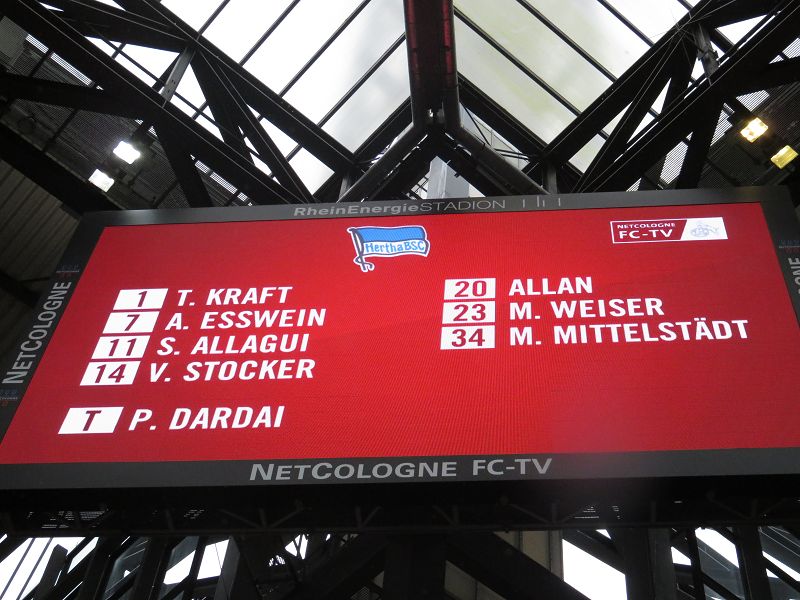 RheinEnergieSTADION
Hertha BSC
NETCOLOGNE
FC-TV
1 T. KRAFT
7 A. ESSWEIN
11 S. ALLAGUI
14 V. STOCKER
T P. DARDAI
20 ALLAN
23 M. WEISER
34 M. MITTELSTÄDT
NETCOLOGNE
NETCOLOGNE FC-TV